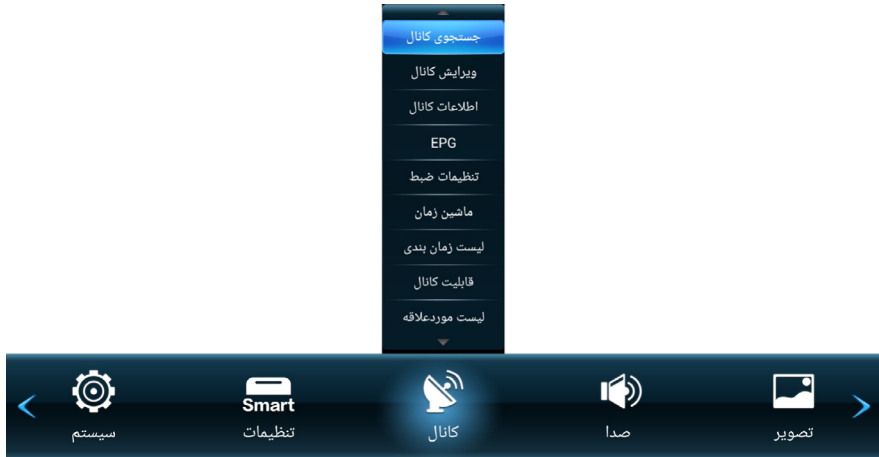 جستجوی کانال
ویرایش کانال
اطلاعات کانال
EPG
تنظیمات ضبط
ماشین زمان
لیست زمان بندی
قابلیت کانال
لیست موردعلاقه
تصویر
صدا
کانال
Smart
تنظیمات
سیستم